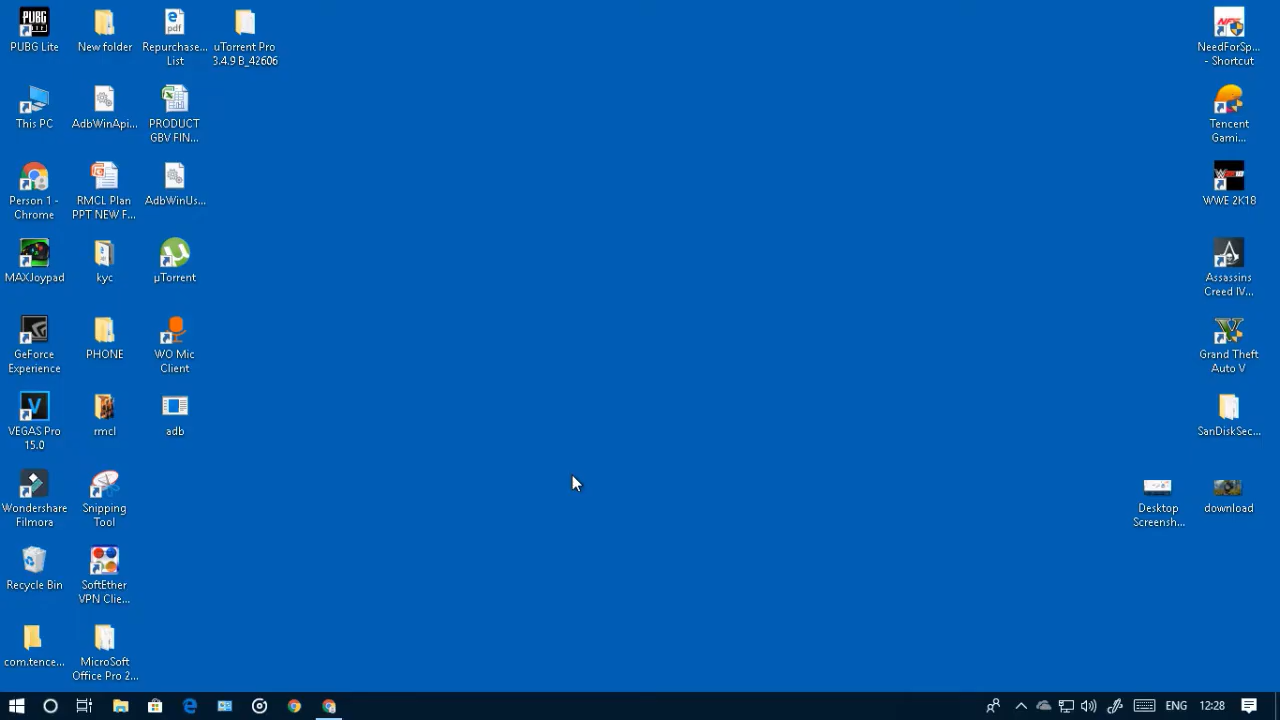 PUBG
PUBG Lite
New folder
Repurchase...
List
uTorrent Pro
3.4.9 B_42606
This PC
AdbWinApi...
PRODUCT
GBV FIN...
Person 1 -
Chrome
RMCL Plan
PPT NEW F...
AdbWinUs...
MAXJoypad
kyc
µTorrent
GeForce
Experience
PHONE
WO Mic
Client
VEGAS Pro
15.0
rmcl
adb
Wondershare
Filmora
Snipping
Tool
Recycle Bin
SoftEther
VPN Clie...
com.tence...
MicroSoft
Office Pro 2...
NeedForSp...
- Shortcut
Tencent
Gami...
WWE 2K18
Assassins
Creed IV...
Grand Theft
Auto V
SanDiskSec...
Desktop
Screensh...
download
ENG
12:28